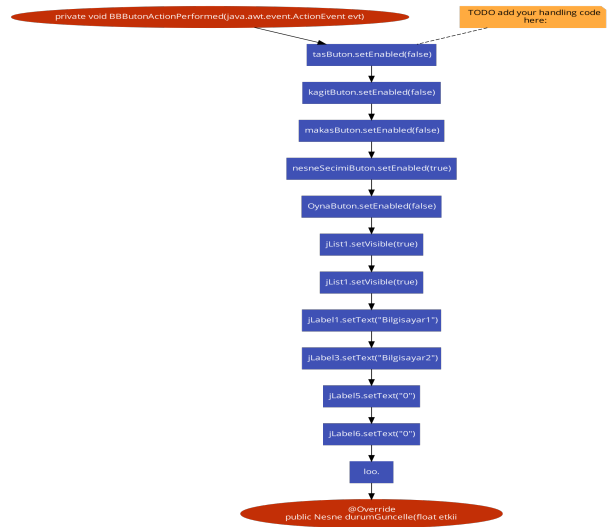 private void BBButonActionPerformed(java.awt.event.ActionEvent evt)
TODO add your handling code
here:
tasButon.setEnabled(false)
kagitButon.setEnabled(false)
makasButon.setEnabled(false)
nesneSecimiButon.setEnabled(true)
OynaButon.setEnabled(false)
jList1.setVisible(true)
jList1.setVisible(true)
jLabel1.setText("Bilgisayar1")
jLabel3.setText("Bilgisayar2")
jLabel5.setText("0")
jLabel6.setText("0")
loo.
@Override
public Nesne durumGuncelle(float etkii